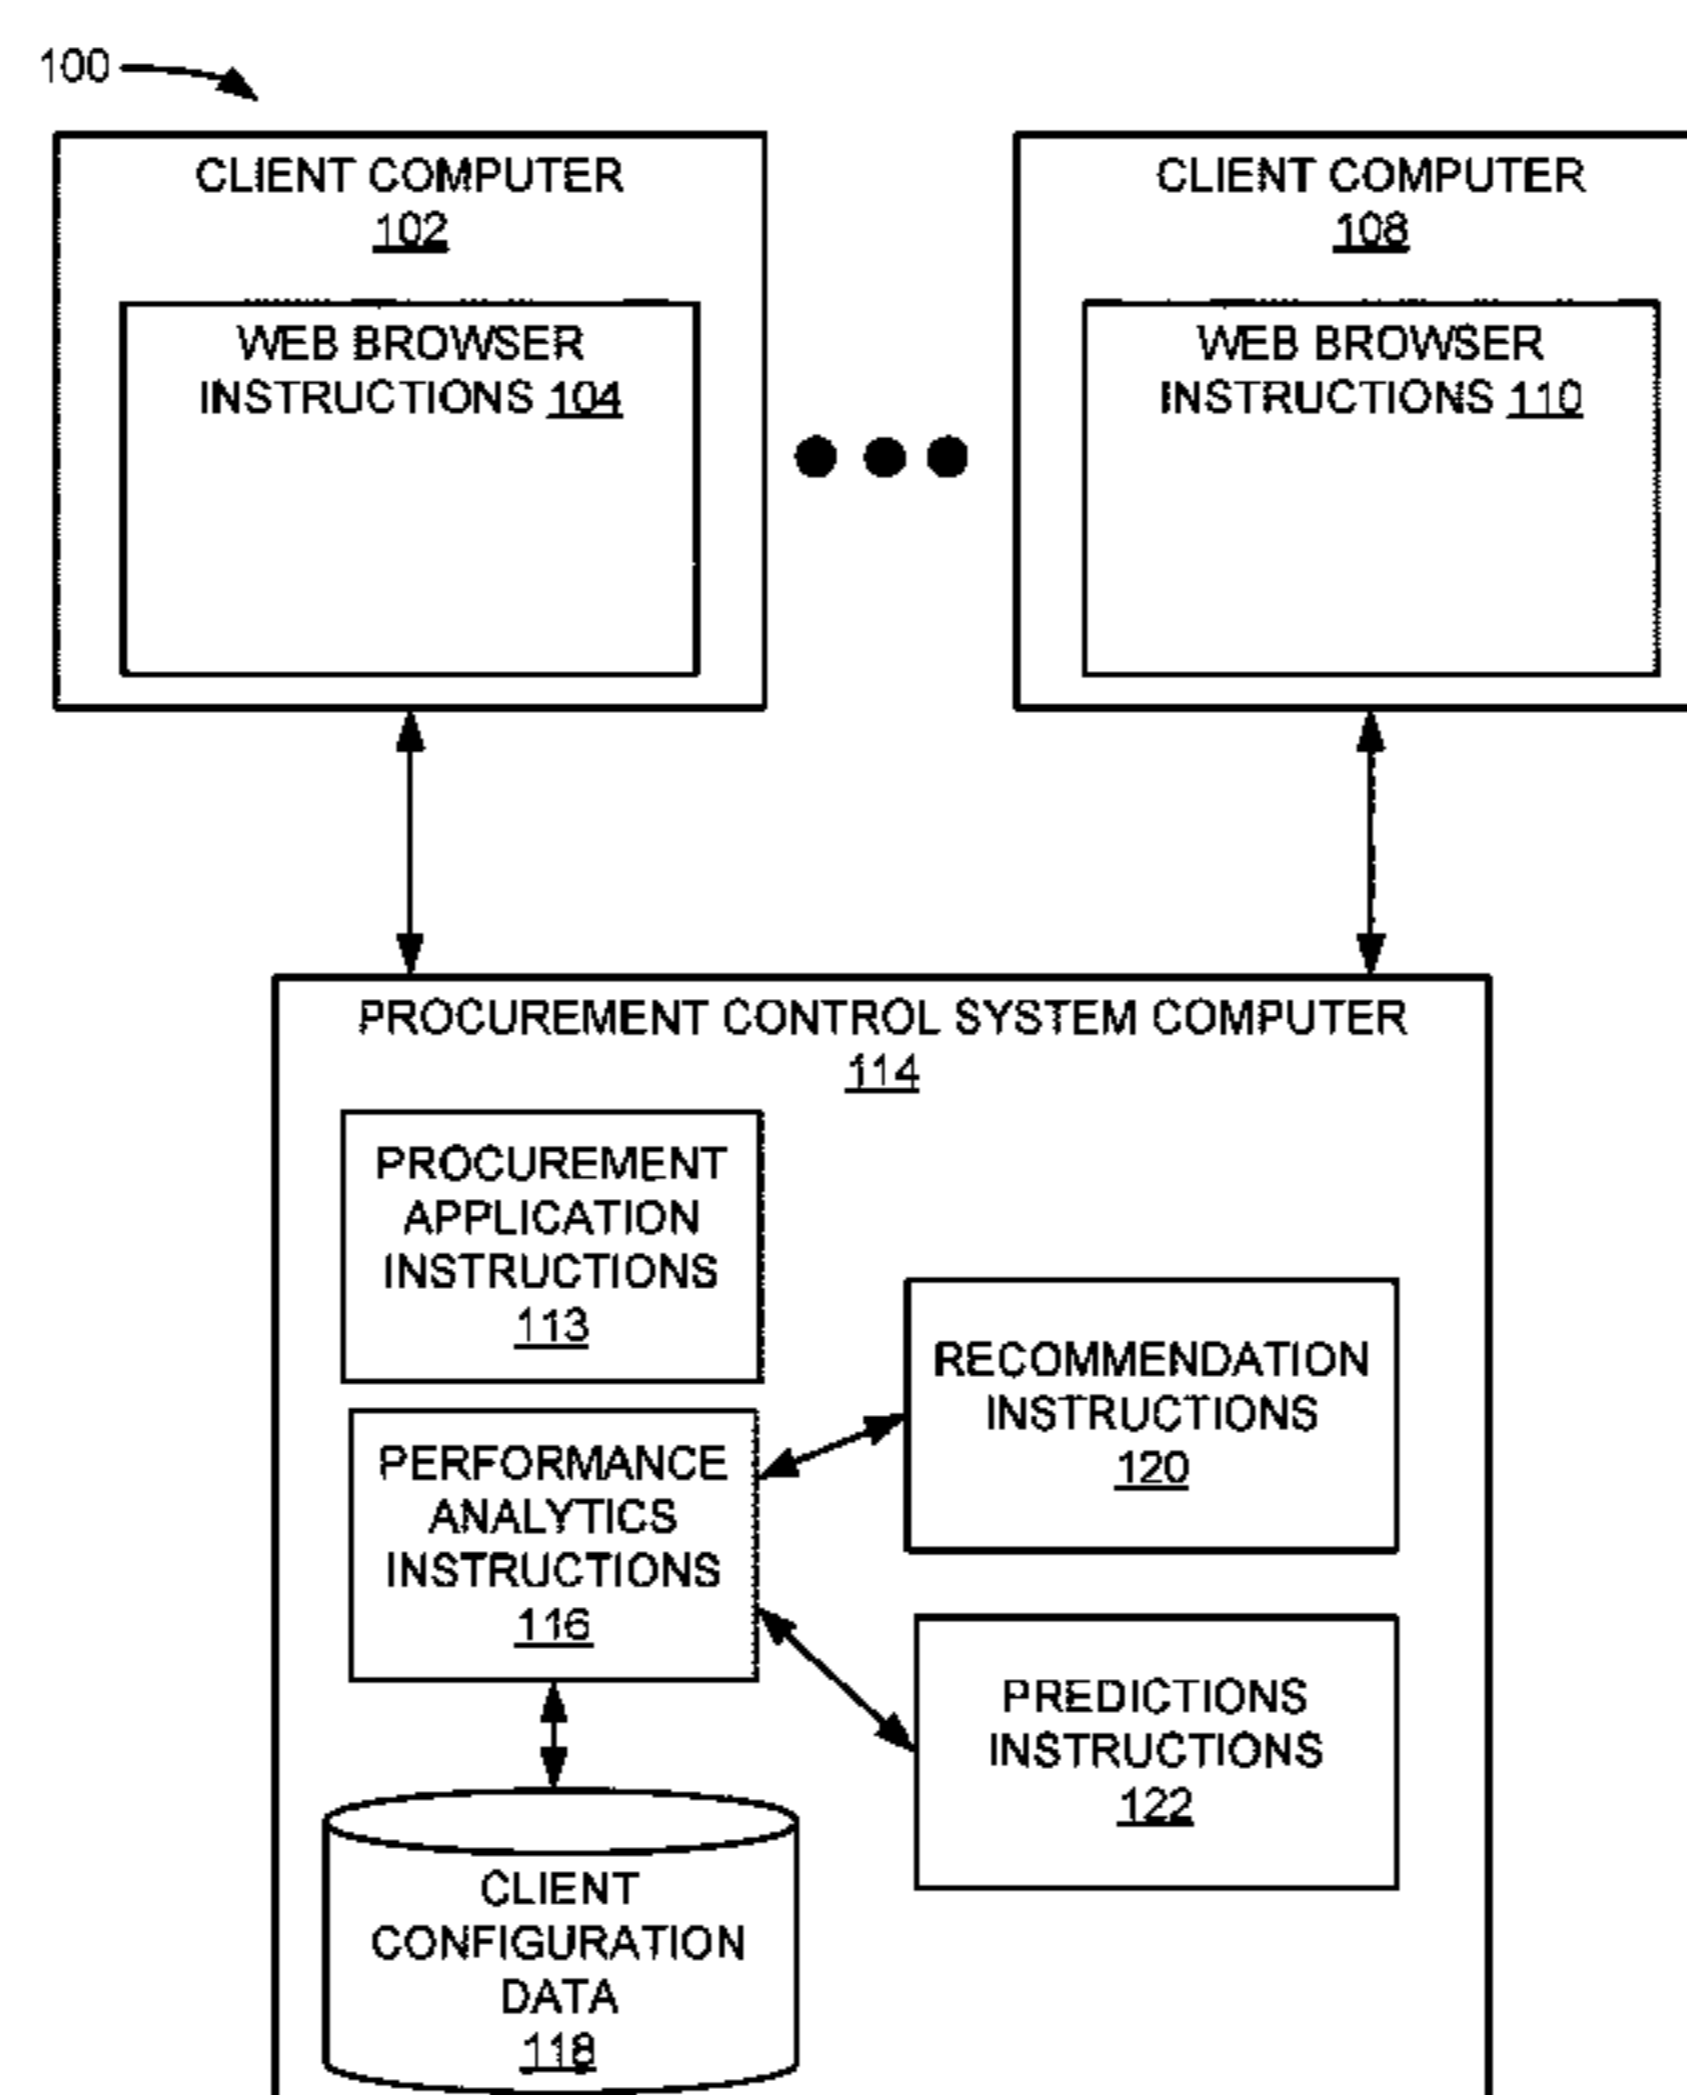 100
CLIENT COMPUTER
102
WEB BROWSER
INSTRUCTIONS 104
CLIENT COMPUTER
108
WEB BROWSER
INSTRUCTIONS 110
PROCUREMENT CONTROL SYSTEM COMPUTER
114
PROCUREMENT
APPLICATION
INSTRUCTIONS
113
RECOMMENDATION
INSTRUCTIONS
120
PERFORMANCE
ANALYTICS
INSTRUCTIONS
116
PREDICTIONS
INSTRUCTIONS
122
CLIENT
CONFIGURATION
DATA
118